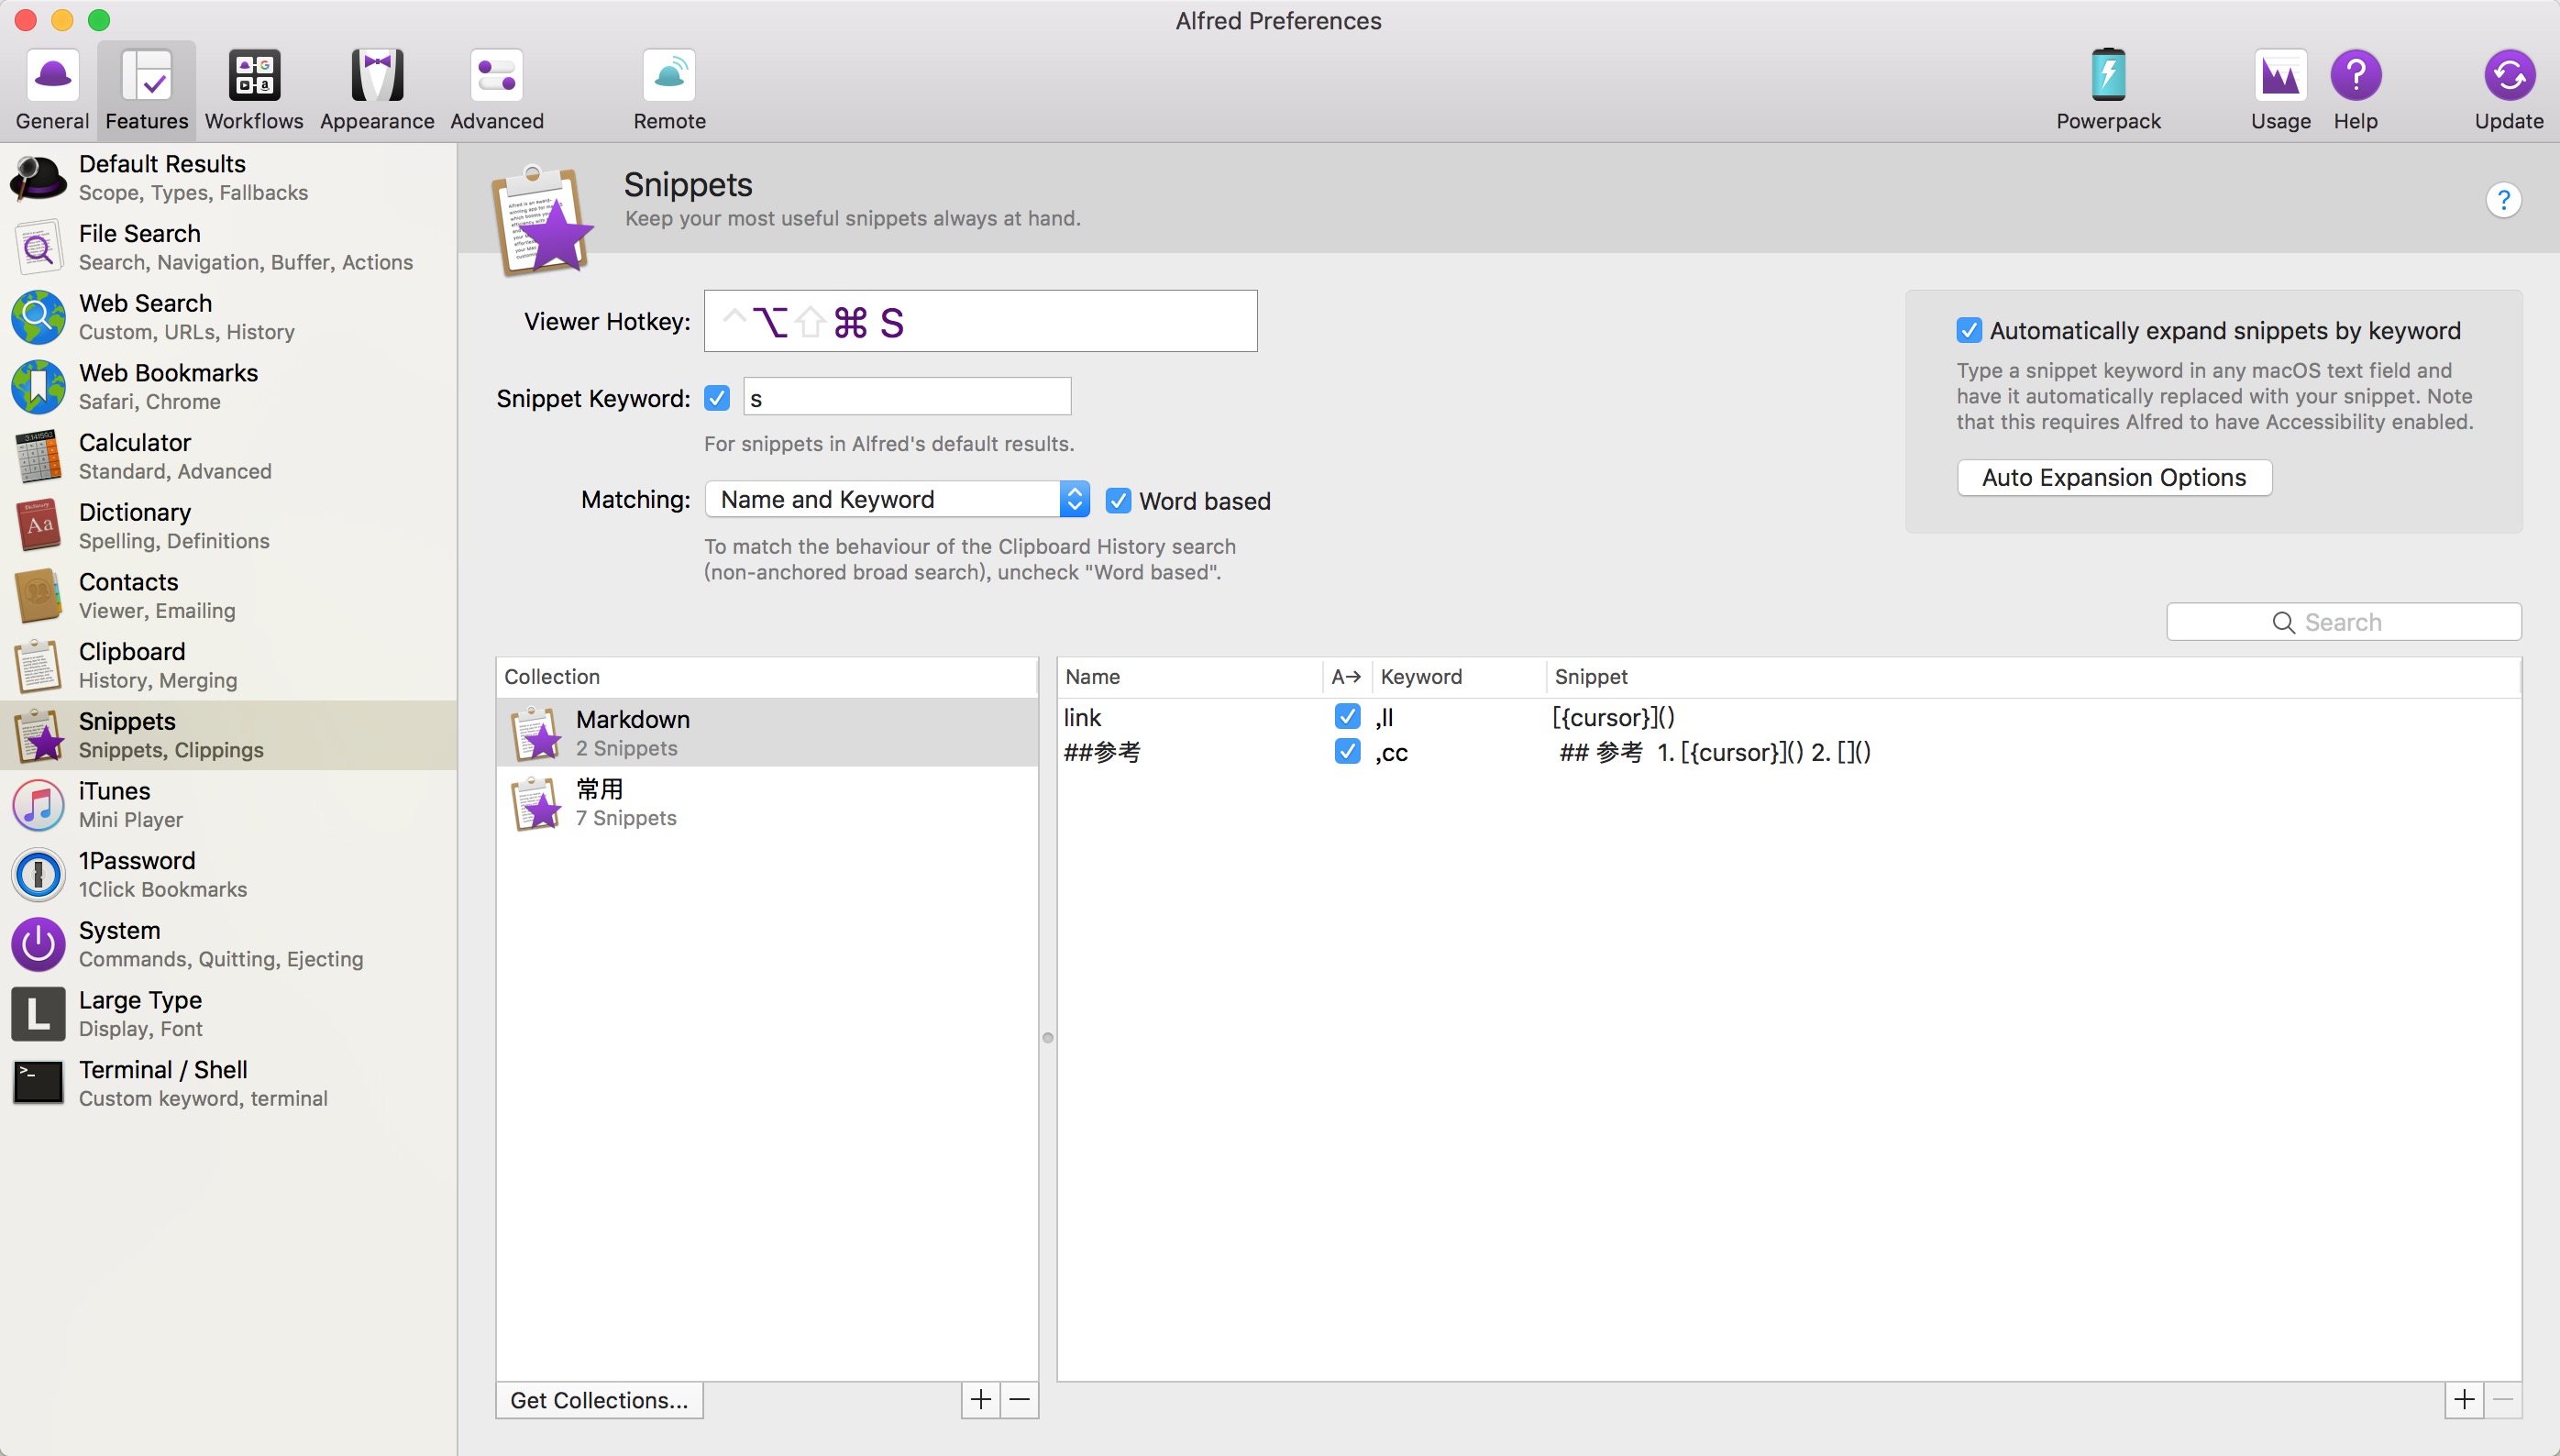 Alfred Preferences
General
Features
Workflows
Appearance
Advanced
Remote
Powerpack
Usage
Help
Update
Default Results
Scope, Types, Fallbacks
File Search
Search, Navigation, Buffer, Actions
Web Search
Custom, URLs, History
Web Bookmarks
Safari, Chrome
Calculator
Standard, Advanced
Dictionary
Spelling, Definitions
Contacts
Viewer, Emailing
Clipboard
History, Merging
Snippets
Snippets, Clippings
iTunes
Mini Player
1Password
1Click Bookmarks
System
Commands, Quitting, Ejecting
Large Type
Display, Font
Terminal / Shell
Custom keyword, terminal
Snippets
Keep your most useful snippets always at hand.
?
Viewer Hotkey: ^⌥⇧⌘ S
Snippet Keyword: s
For snippets in Alfred's default results.
Matching: Name and Keyword Word based
To match the behaviour of the Clipboard History search
(non-anchored broad search), uncheck "Word based".
Automatically expand snippets by keyword
Type a snippet keyword in any macOS text field and
have it automatically replaced with your snippet. Note
that this requires Alfred to have Accessibility enabled.
Auto Expansion Options
Search
Collection
Markdown
2 Snippets
常用
7 Snippets
Name A→ Keyword Snippet
link ,ll [{cursor}]()
##参考 ,cc ## 参考 1. [{cursor}]() 2. []()
Get Collections... + −
+ −